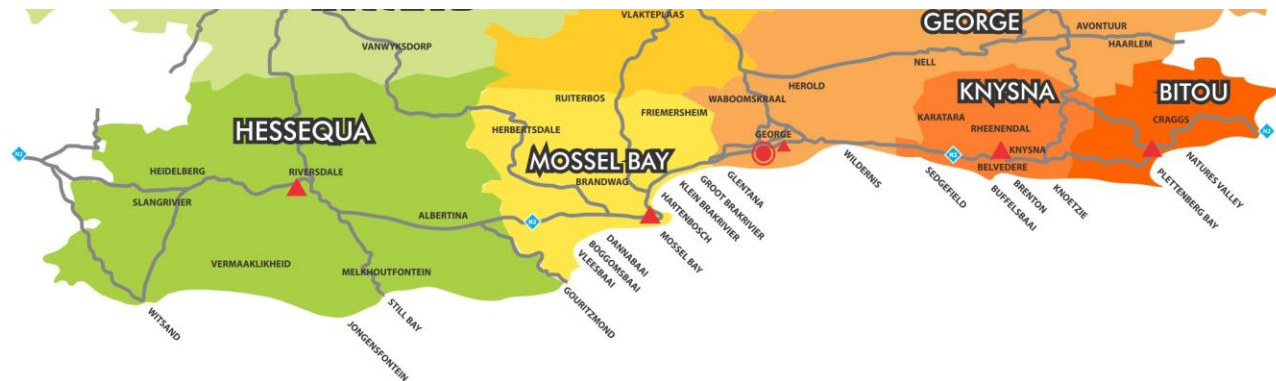 VLAKTEPLAAS
GEORGE
AVONTUUR
HAARLEM
VANWYKSDORP
NELL
HEROLD
RUITERBOS
WABOOMSKRAAL
FRIEMERSHEIM
KNYSNA
BITOU
KARATARA
CRAGGS
HESSEQUA
HERBERTSDALE
GEORGE
RHEENENDAL
N2
N2
MOSSEL BAY
KNYSNA
N2
HEIDELBERG
RIVERSDALE
BRANDWAG
BELVEDERE
SLANGRIVIER
ALBERTINA
GLENTANA
GROOT BRAKRIVIER
KLEIN BRAKRIVIER
HARTENBOSCH
MOSSEL BAY
WILDERNIS
SEDGEFIELD
BUFFELSBAAI
BRENTON
KNOETZIE
PLETTENBERG BAY
NATURES VALLEY
VERMAAKLIKHEID
MELKHOUTFONTEIN
DANNABAAI
BOGGOMSBAAI
VLEESBAAI
GOURITZMOND
WITSAND
STILL BAY
JONGENSFONTEIN